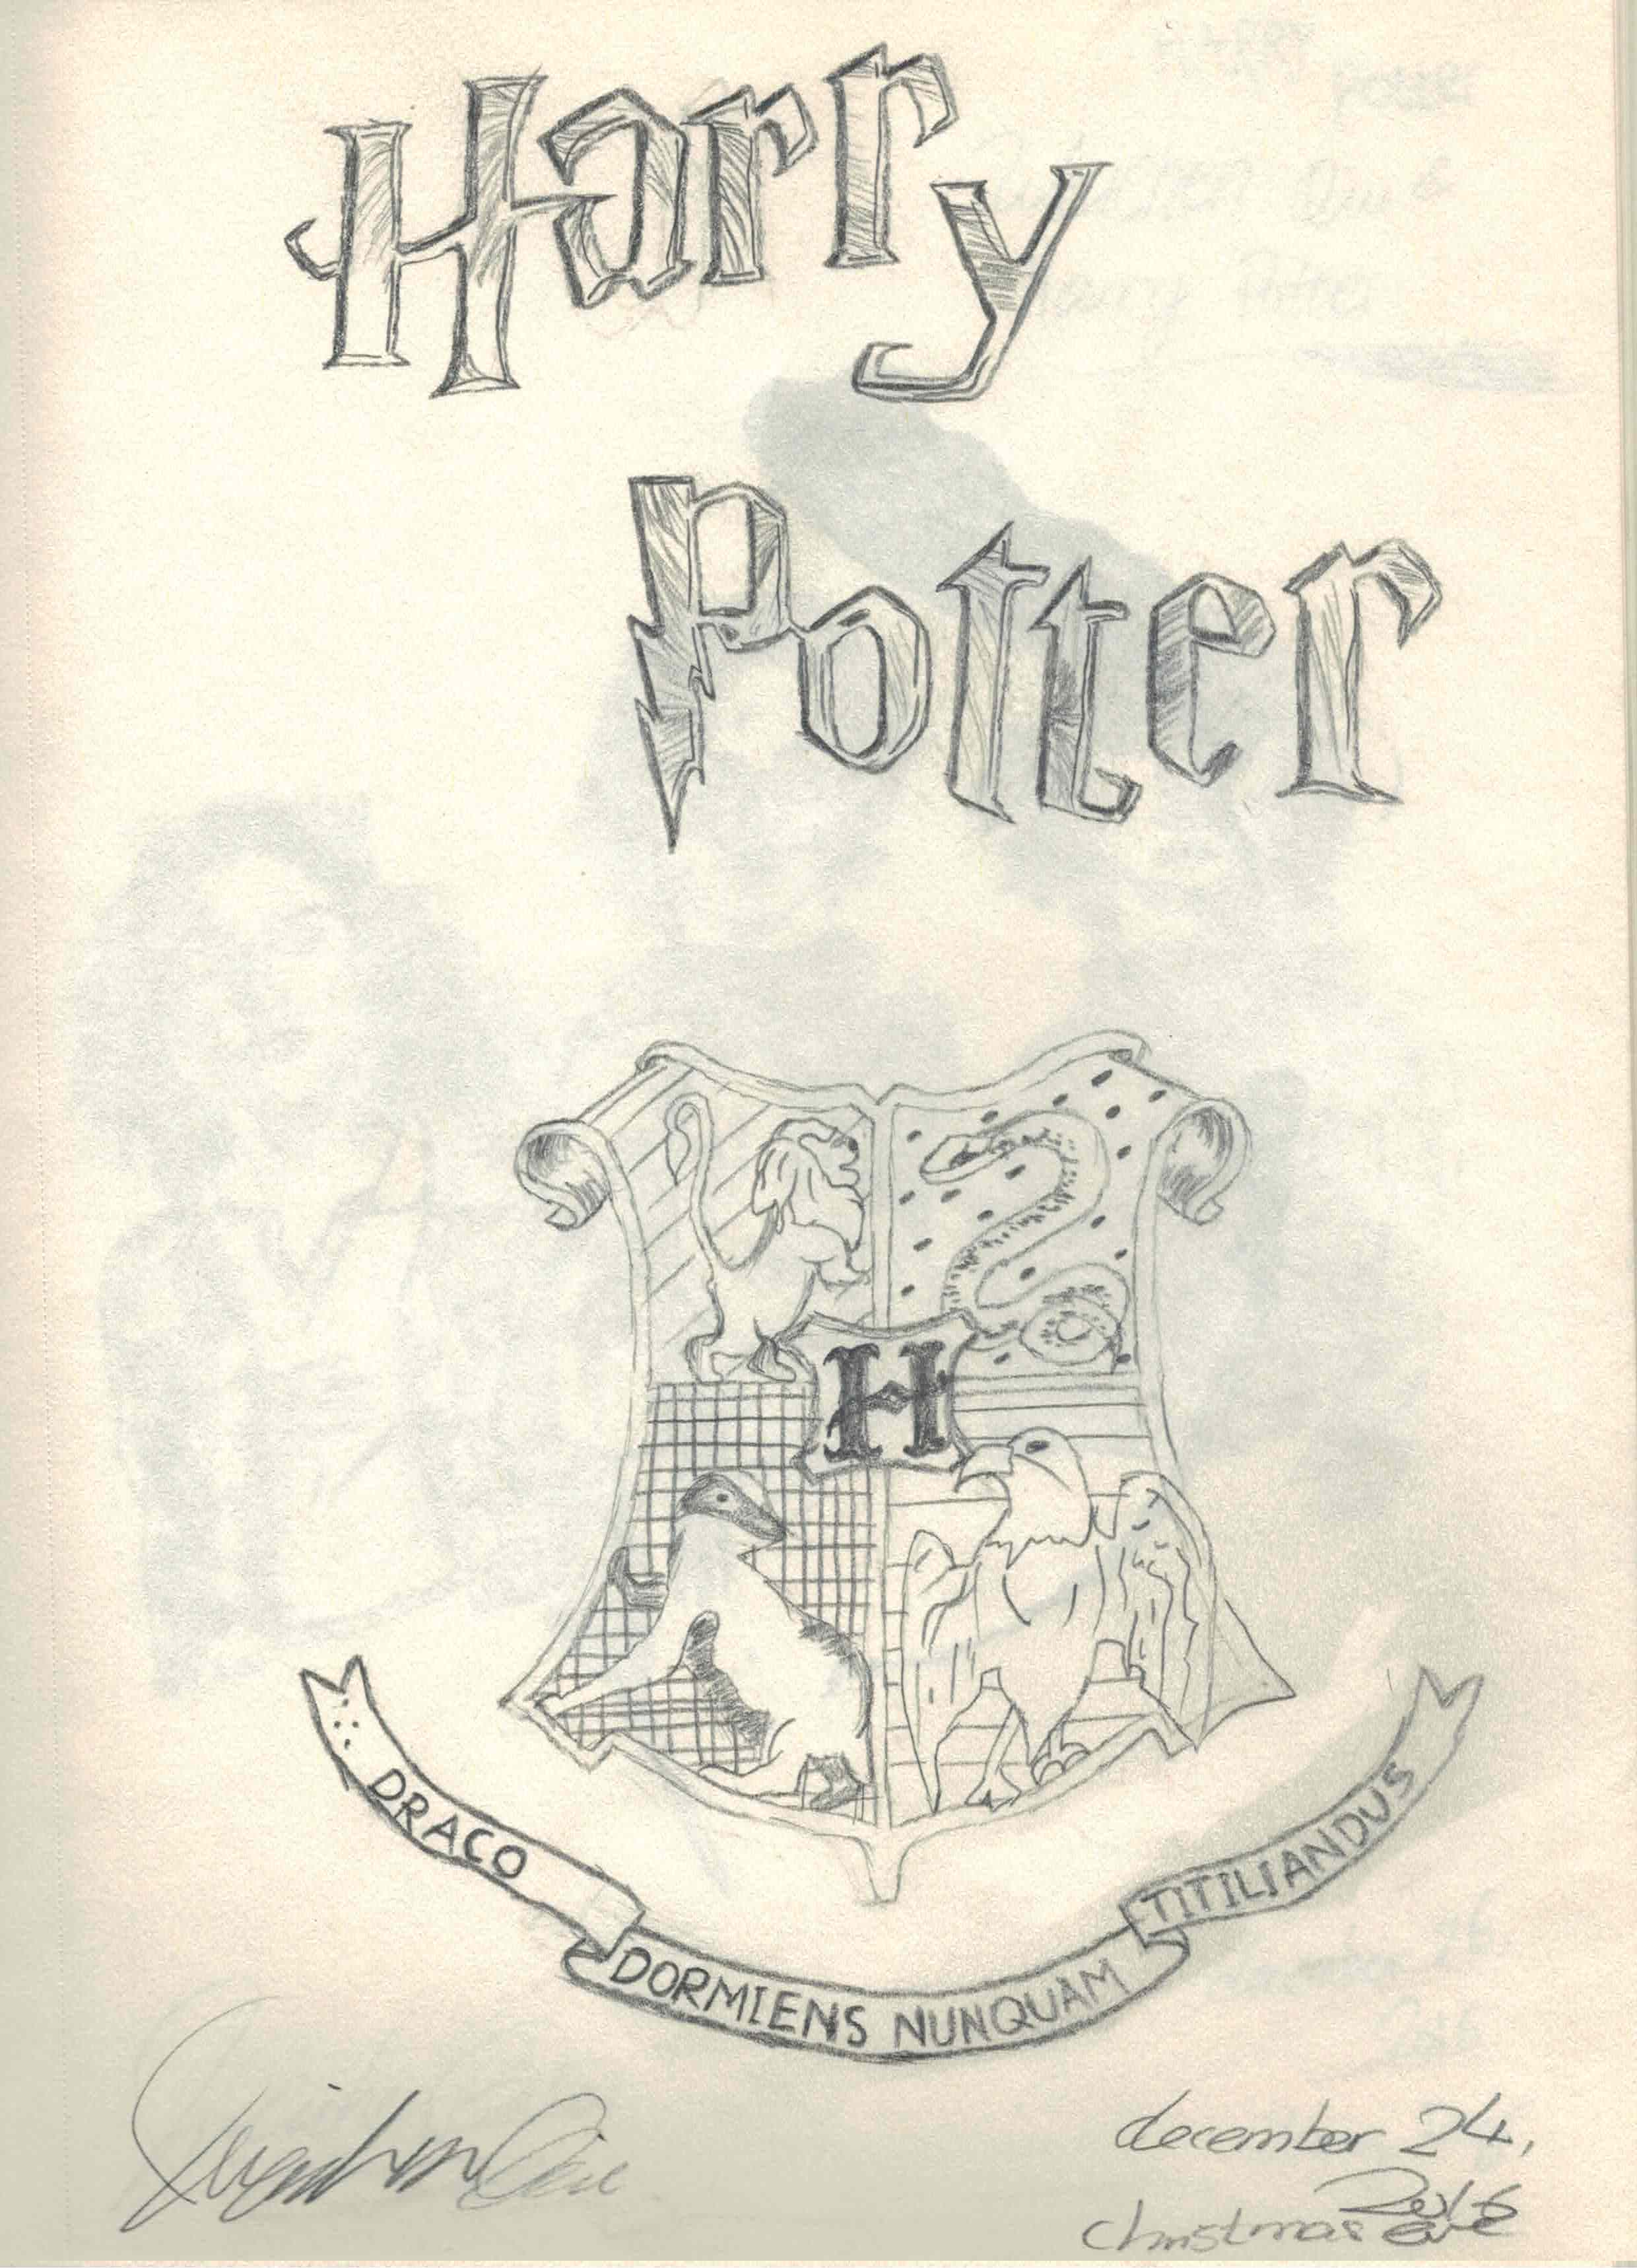 Harry
Potter
H
DRACO
DORMIENS NUNQUAM
TITILIANDUS
december 24,
2016
christmas eve